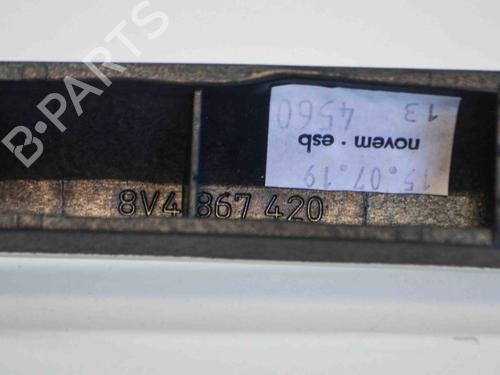 B-PARTS
13
4560
novem · esb
15.07.19
8V4 867 420